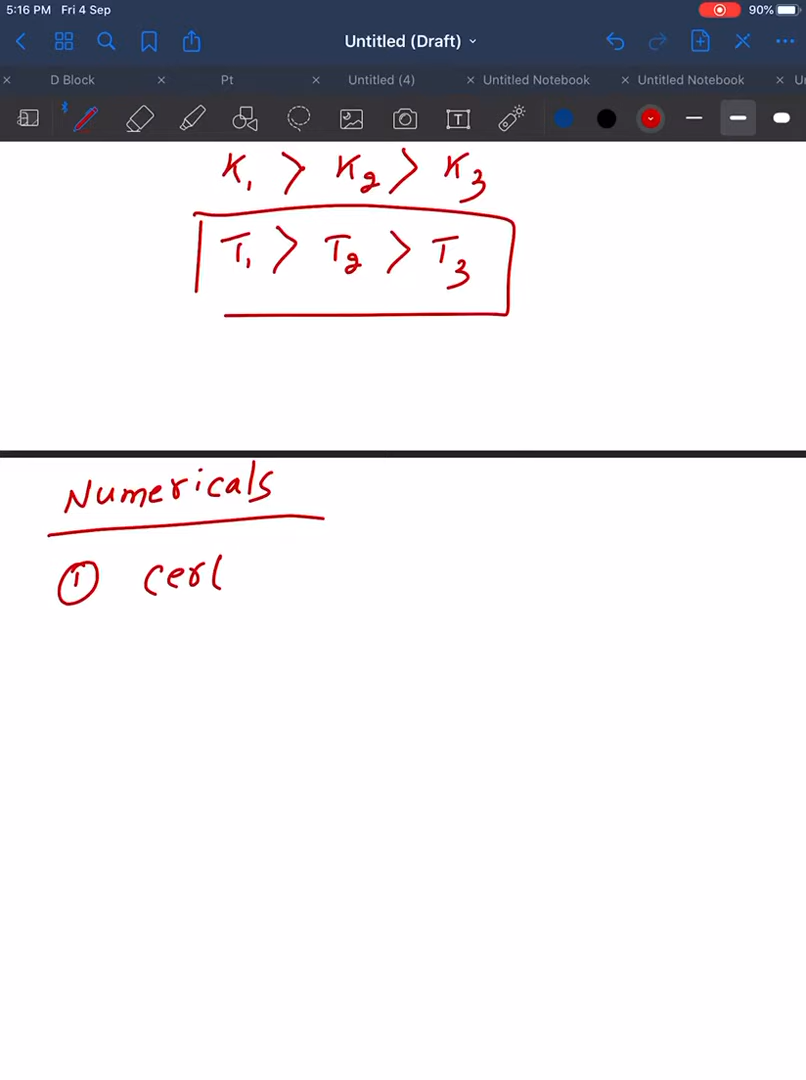 5:16 PM Fri 4 Sep
90%
Untitled (Draft)
D Block
Pt
Untitled (4)
Untitled Notebook
Untitled Notebook
K₁ > K₂ > K₃
T₁ > T₂ > T₃
Numericals
① cer